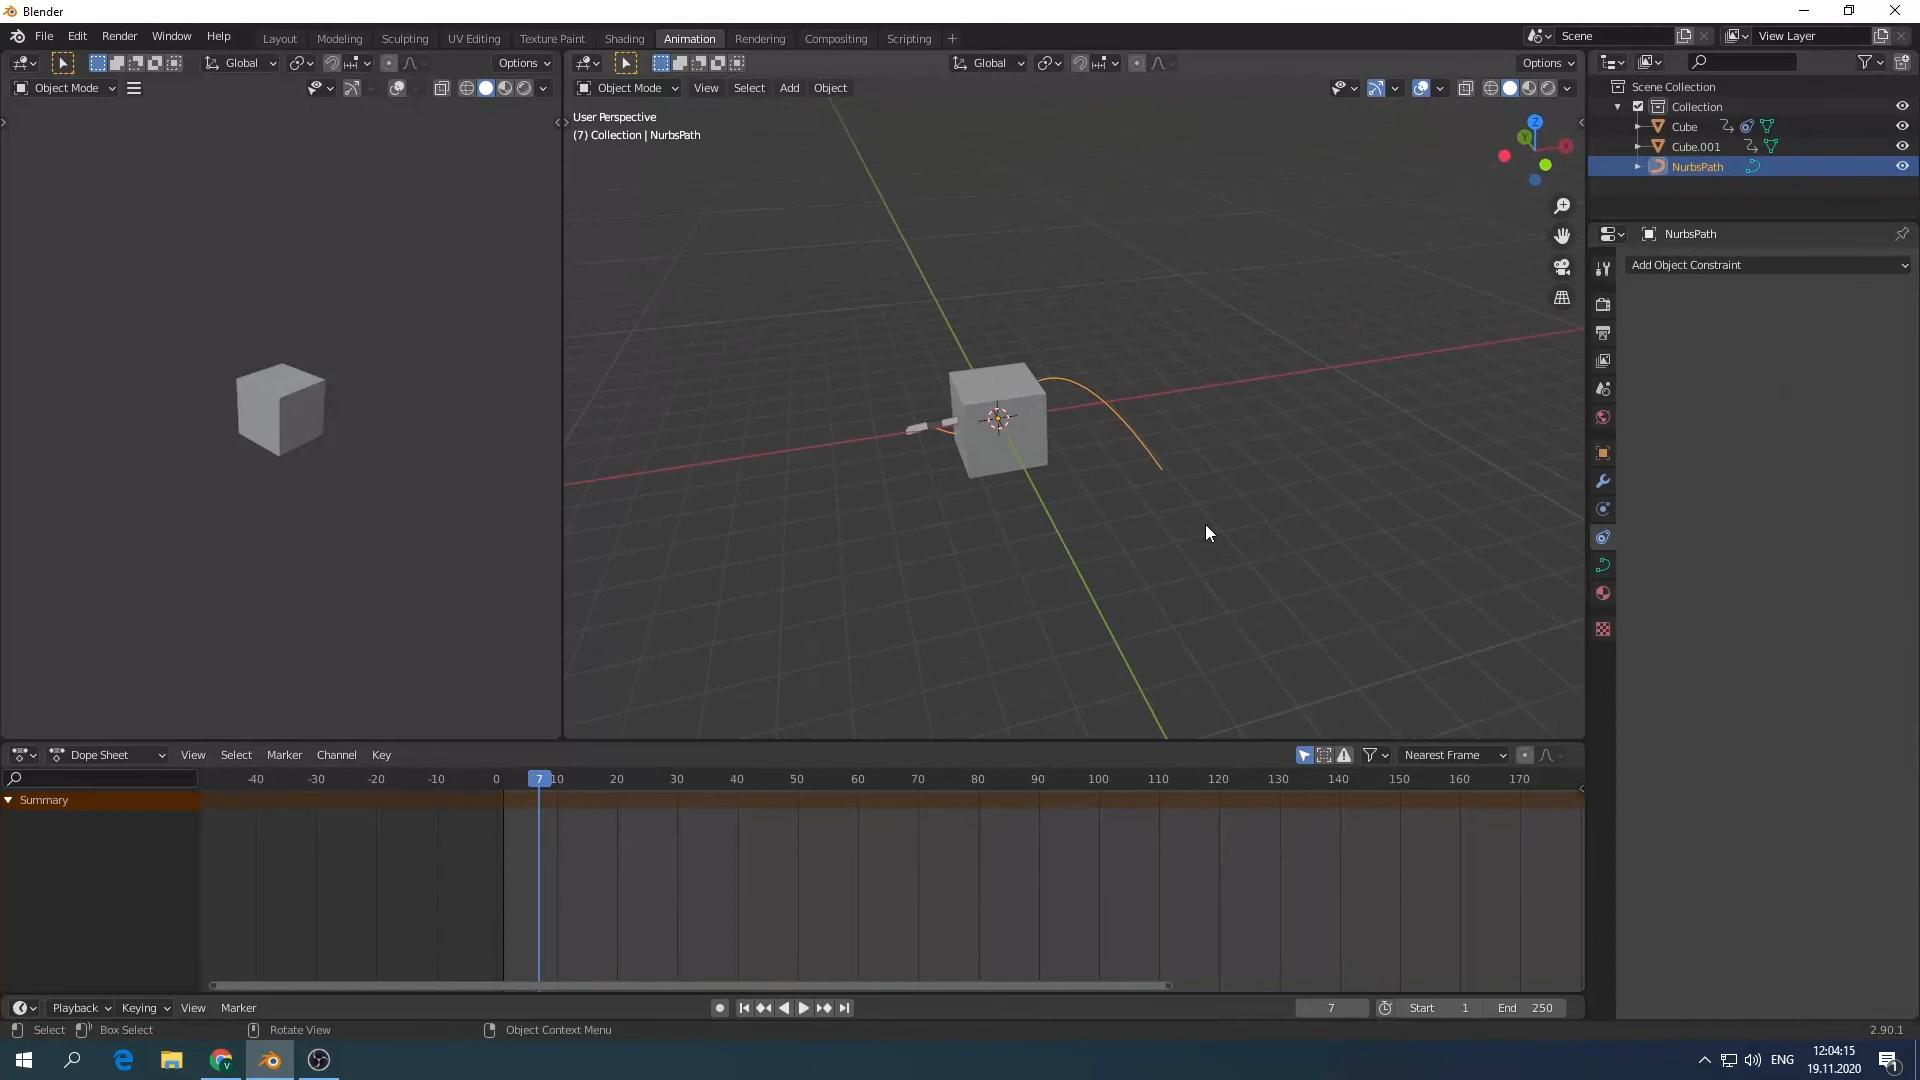 Blender
File Edit Render Window Help
Layout Modeling Sculpting UV Editing Texture Paint Shading Animation Rendering Compositing Scripting
Scene
View Layer
Global
Options
Global
Options
Object Mode
Object Mode View Select Add Object
User Perspective
(7) Collection | NurbsPath
Z
Y
X
Scene Collection
Collection
Cube
Cube.001
NurbsPath
NurbsPath
Add Object Constraint
Dope Sheet View Select Marker Channel Key
Nearest Frame
-40 -30 -20 -10 0 7 10 20 30 40 50 60 70 80 90 100 110 120 130 140 150 160 170
Summary
Playback Keying View Marker
7 Start 1 End 250
Select Box Select Rotate View Object Context Menu 2.90.1
ENG
12:04:15
19.11.2020
1